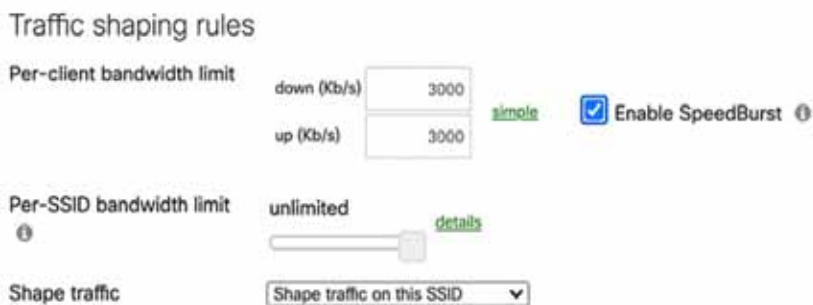 Traffic shaping rules
Per-client bandwidth limit
down (Kb/s) 3000
simple
Enable SpeedBurst
up (Kb/s) 3000
Per-SSID bandwidth limit
unlimited
details
Shape traffic
Shape traffic on this SSID